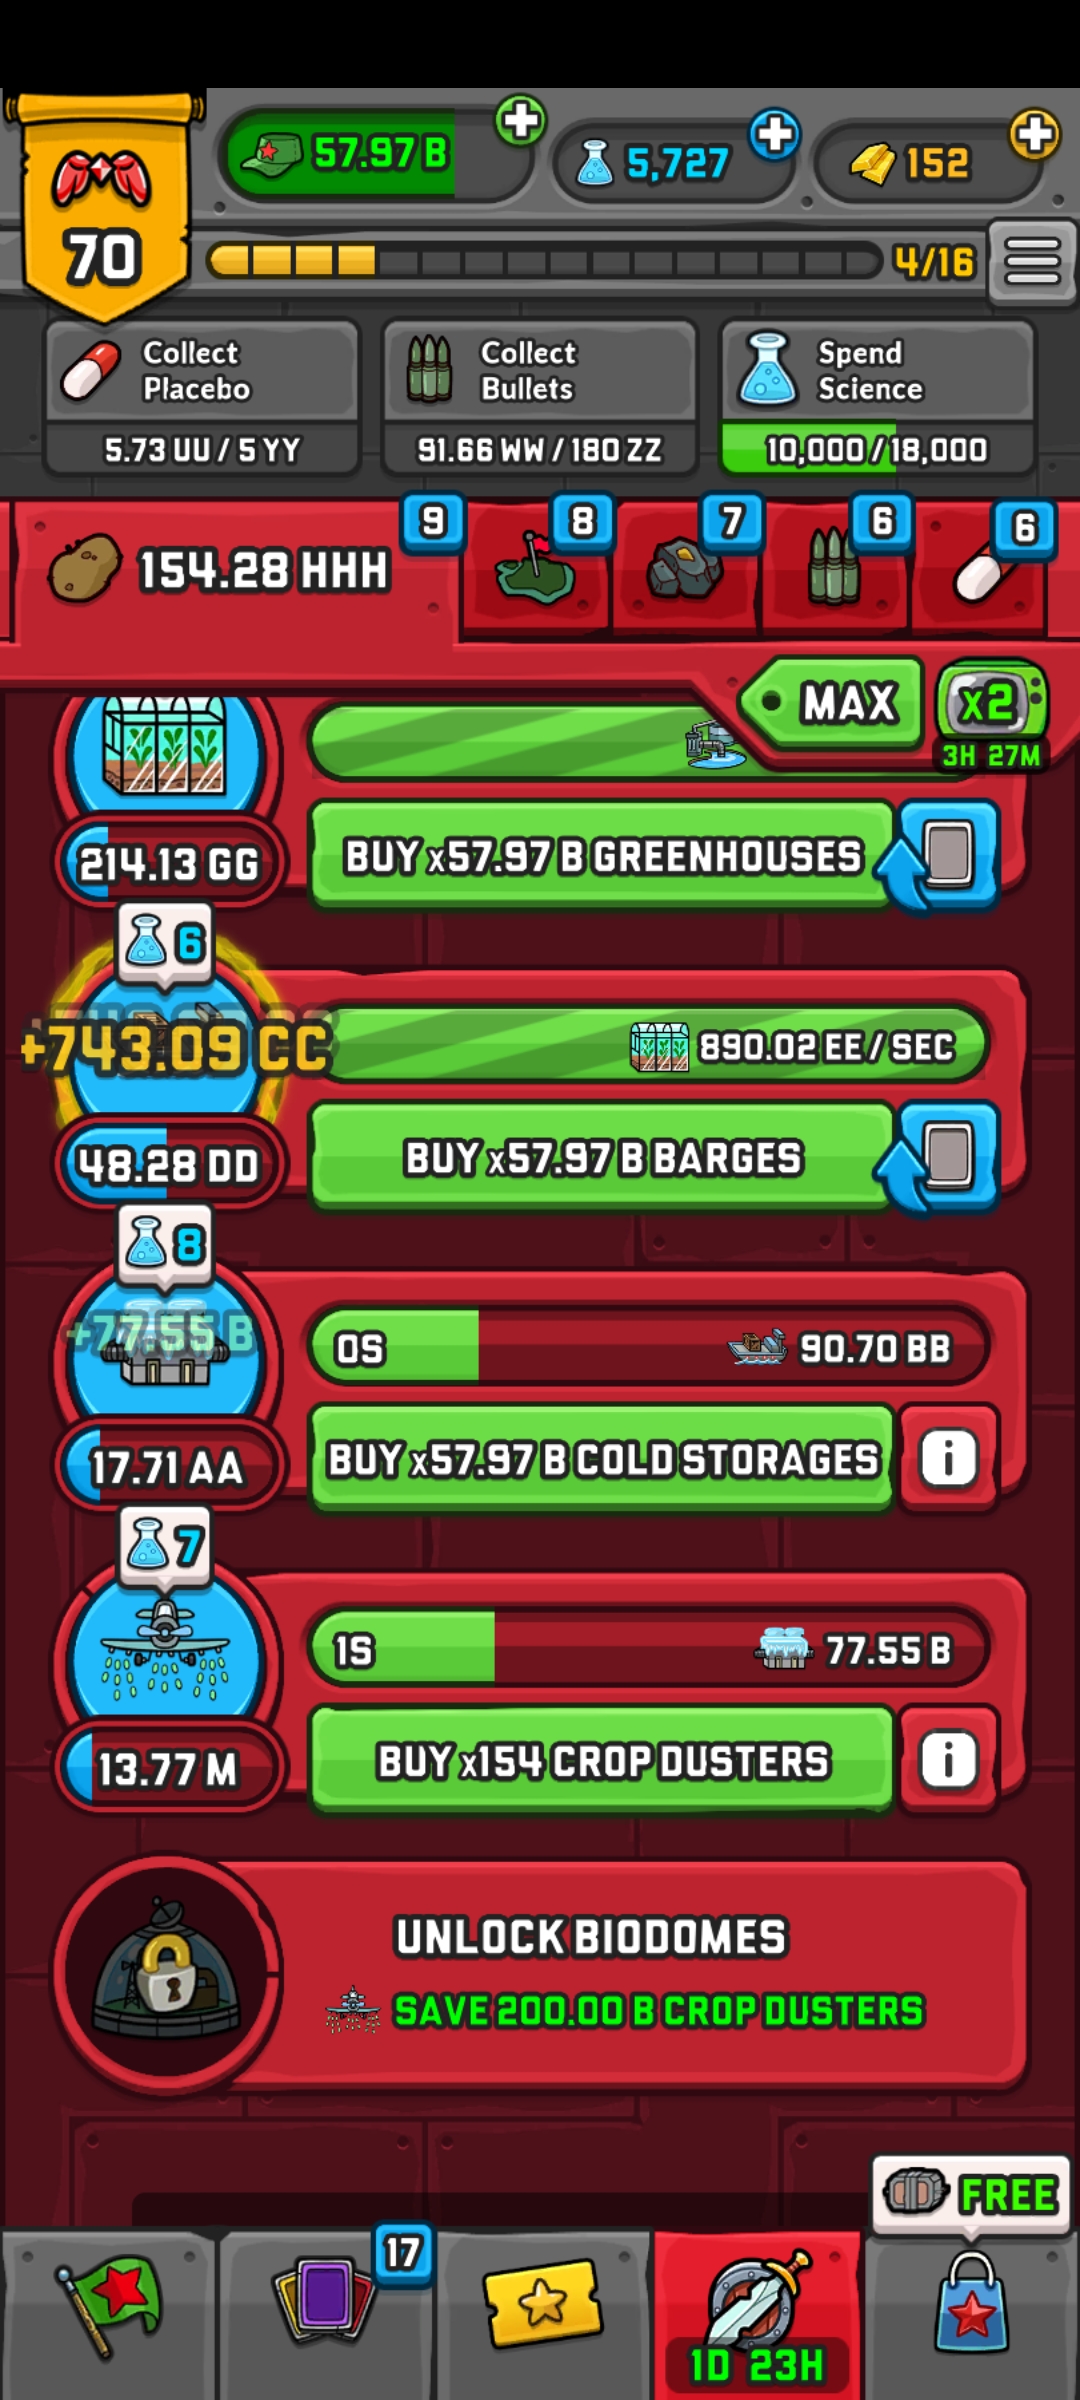 57.97 B
5,727
152
70
4/16
Collect
Placebo
5.73 UU / 5 YY
Collect
Bullets
91.66 WW / 180 ZZ
Spend
Science
10,000 / 18,000
154.28 HHH
9
8
7
6
6
MAX
x2
3H 27M
214.13 GG
BUY x57.97 B GREENHOUSES
6
+743.09 CC
890.02 EE / SEC
48.28 DD
BUY x57.97 B BARGES
8
+77.55 B
0S
90.70 BB
17.71 AA
BUY x57.97 B COLD STORAGES
i
7
1S
77.55 B
13.77 M
BUY x154 CROP DUSTERS
i
UNLOCK BIODOMES
SAVE 200.00 B CROP DUSTERS
FREE
17
1D 23H